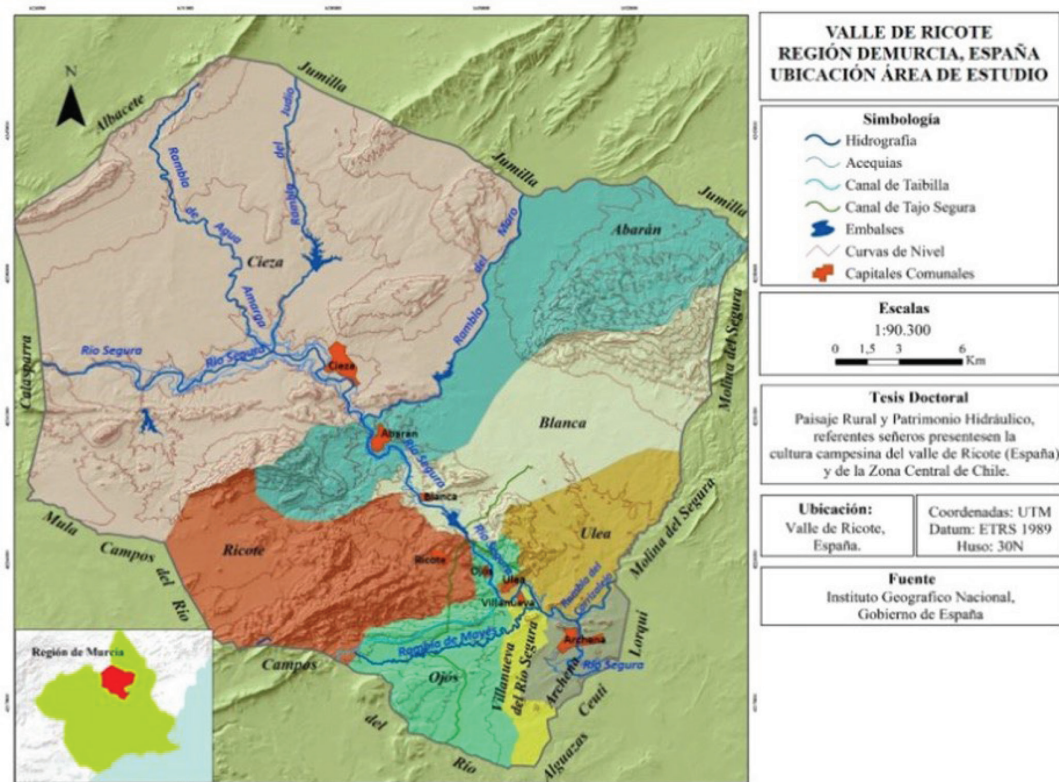 VALLE DE RICOTE
REGIÓN DEMURCIA, ESPAÑA
UBICACIÓN ÁREA DE ESTUDIO
Simbología
Hidrografía
Acequias
Canal de Taibilla
Canal de Tajo Segura
Embalses
Curvas de Nivel
Capitales Comunales
Escalas
1:90.300
0 1,5 3 6
Km
Tesis Doctoral
Paisaje Rural y Patrimonio Hidráulico,
referentes señeros presentesen la
cultura campesina del valle de Ricote (España)
y de la Zona Central de Chile.
Ubicación:
Valle de Ricote,
España.
Coordenadas: UTM
Datum: ETRS 1989
Huso: 30N
Fuente
Instituto Geografico Nacional,
Gobierno de España
N
Albacete
Jumilla
Jumilla
Jumilla
Rambla de Agua Amarga
Rambla del Judío
Rambla del Moro
Abarán
Cieza
Calasparra
Río Segura
Río Segura
Cieza
Molina del Segura
Blanca
Abaran
Río Segura
Blanca
Mula
Campos del Río
Ricote
Ricote
Río Segura
Ojós
Ulea
Ulea
Molina del Segura
Villanueva
Rambla del Carrizalejo
Archena
Lorquí
Rambla de Mayés
Río Segura
Campos del Río
Ojós
Villanueva
del Río Segura
Archena
Ceutí
Alguazas
Región de Murcia